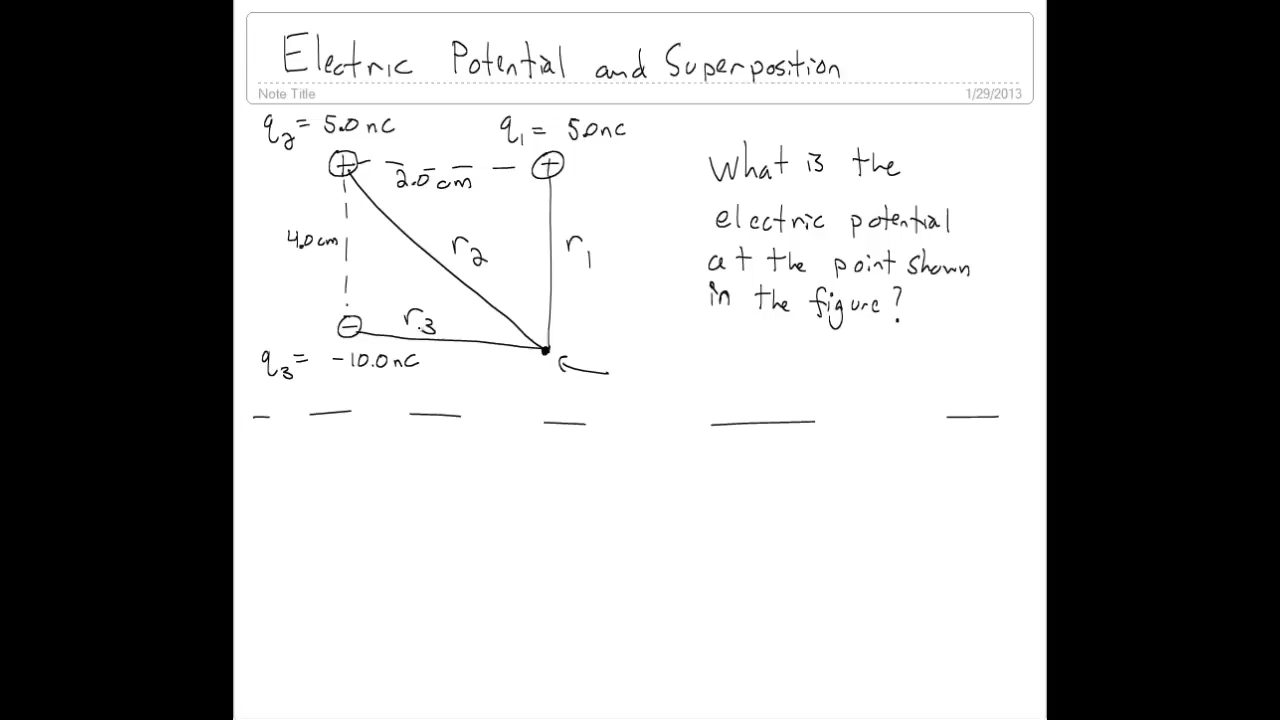 Electric Potential and Superposition
Note Title
1/29/2013
q2 = 5.0 nC
q1 = 5.0 nC
+
2.0 cm
+
4.0 cm
r2
r1
r3
−
q3 = -10.0 nC
What is the
electric potential
at the point shown
in the figure?